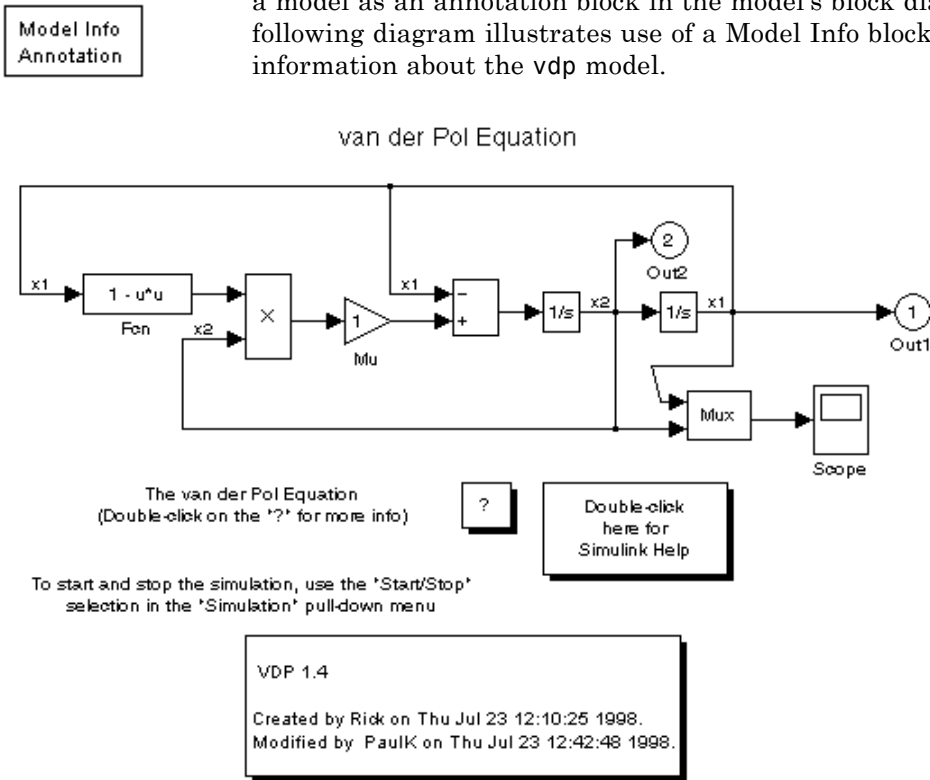 a model as an annotation block in the model's block dia
following diagram illustrates use of a Model Info block
information about the vdp model.
Model Info
Annotation
van der Pol Equation
x1
1 - u*u
Fcn
x2
×
1
Mu
x1
−
+
1/s
x2
2
Out2
1/s
x1
1
Out1
Mux
Scope
The van der Pol Equation
(Double-click on the "?" for more info)
?
Double-click
here for
Simulink Help
To start and stop the simulation, use the "Start/Stop"
selection in the "Simulation" pull-down menu
VDP 1.4
Created by Rick on Thu Jul 23 12:10:25 1998.
Modified by PaulK on Thu Jul 23 12:42:48 1998.